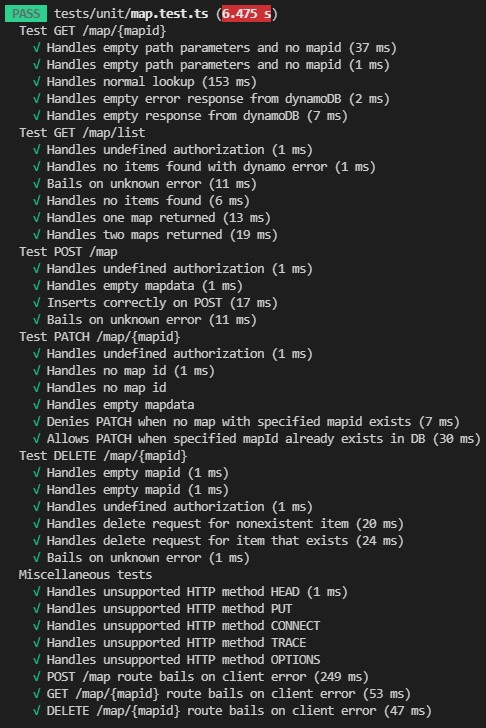 PASS tests/unit/map.test.ts (6.475 s)
Test GET /map/{mapid}
√ Handles empty path parameters and no mapid (37 ms)
√ Handles empty path parameters and no mapid (1 ms)
√ Handles normal lookup (153 ms)
√ Handles empty error response from dynamoDB (2 ms)
√ Handles empty response from dynamoDB (7 ms)
Test GET /map/list
√ Handles undefined authorization (1 ms)
√ Handles no items found with dynamo error (1 ms)
√ Bails on unknown error (11 ms)
√ Handles no items found (6 ms)
√ Handles one map returned (13 ms)
√ Handles two maps returned (19 ms)
Test POST /map
√ Handles undefined authorization (1 ms)
√ Handles empty mapdata (1 ms)
√ Inserts correctly on POST (17 ms)
√ Bails on unknown error (11 ms)
Test PATCH /map/{mapid}
√ Handles undefined authorization (1 ms)
√ Handles no map id (1 ms)
√ Handles no map id
√ Handles empty mapdata
√ Denies PATCH when no map with specified mapid exists (7 ms)
√ Allows PATCH when specified mapId already exists in DB (30 ms)
Test DELETE /map/{mapid}
√ Handles empty mapid (1 ms)
√ Handles empty mapid (1 ms)
√ Handles undefined authorization (1 ms)
√ Handles delete request for nonexistent item (20 ms)
√ Handles delete request for item that exists (24 ms)
√ Bails on unknown error (1 ms)
Miscellaneous tests
√ Handles unsupported HTTP method HEAD (1 ms)
√ Handles unsupported HTTP method PUT
√ Handles unsupported HTTP method CONNECT
√ Handles unsupported HTTP method TRACE
√ Handles unsupported HTTP method OPTIONS
√ POST /map route bails on client error (249 ms)
√ GET /map/{mapid} route bails on client error (53 ms)
√ DELETE /map/{mapid} route bails on client error (47 ms)